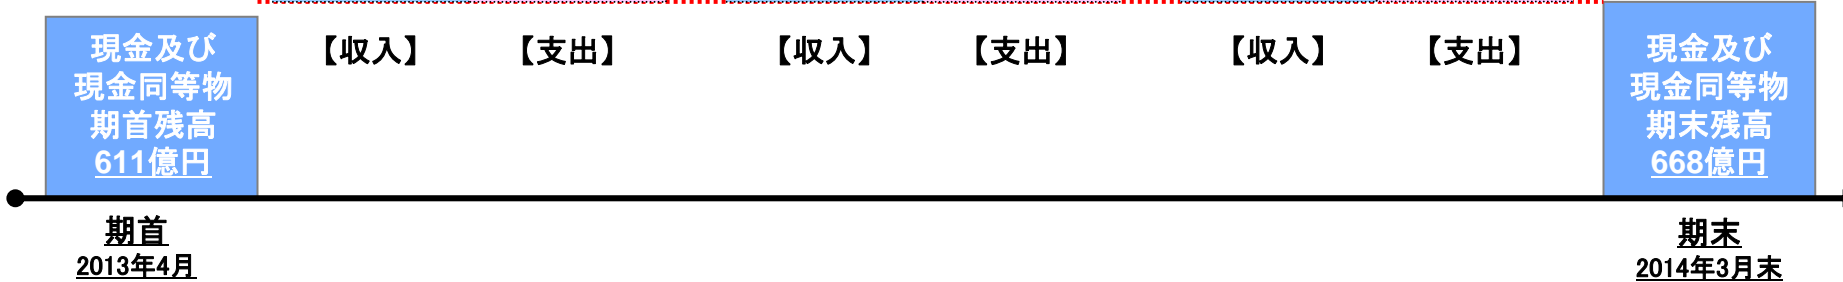 現金及び
現金同等物
期首残高
611億円
【収入】 【支出】 【収入】 【支出】 【収入】 【支出】
現金及び
現金同等物
期末残高
668億円
期首
2013年4月
期末
2014年3月末